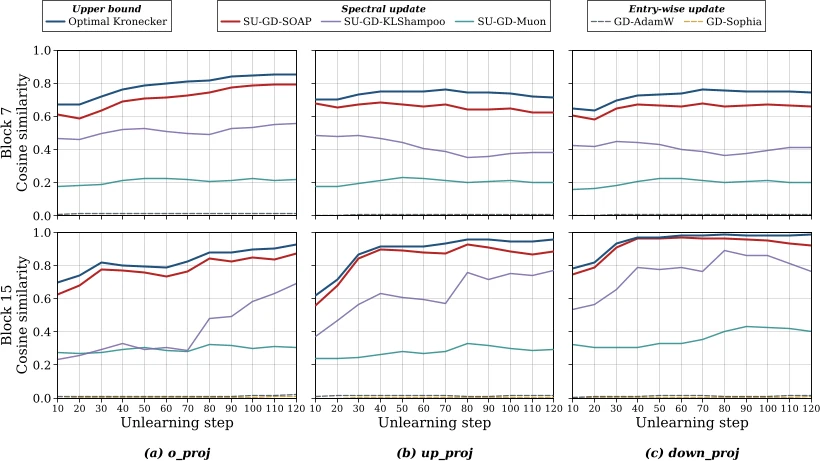 Upper bound
Optimal Kronecker
Spectral update
SU-GD-SOAP SU-GD-KLShampoo SU-GD-Muon
Entry-wise update
GD-AdamW GD-Sophia
Block 7
Cosine similarity
1.0
0.8
0.6
0.4
0.2
0.0
Block 15
Cosine similarity
1.0
0.8
0.6
0.4
0.2
0.0
10 20 30 40 50 60 70 80 90 100 110 120
10 20 30 40 50 60 70 80 90 100 110 120
10 20 30 40 50 60 70 80 90 100 110 120
Unlearning step Unlearning step Unlearning step
(a) o_proj (b) up_proj (c) down_proj